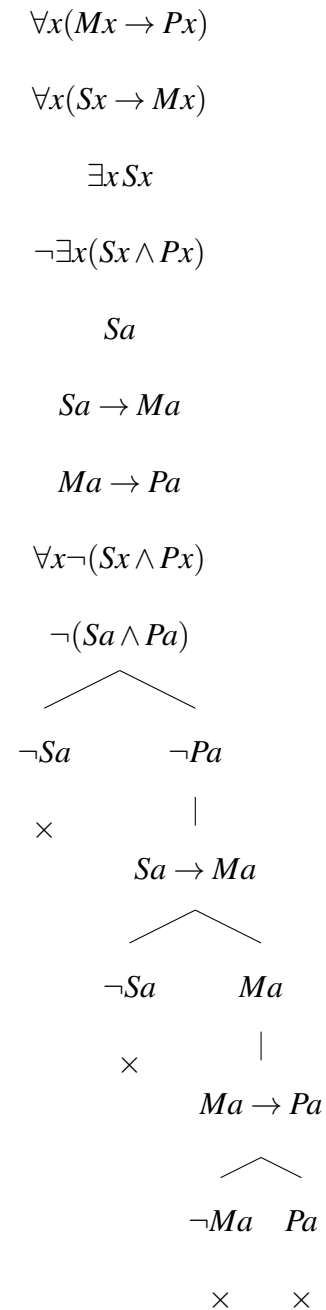 ∀x(Mx → Px)
∀x(Sx → Mx)
∃xSx
¬∃x(Sx ∧ Px)
Sa
Sa → Ma
Ma → Pa
∀x¬(Sx ∧ Px)
¬(Sa ∧ Pa)
¬Sa ¬Pa
×
Sa → Ma
¬Sa Ma
×
Ma → Pa
¬Ma Pa
× ×